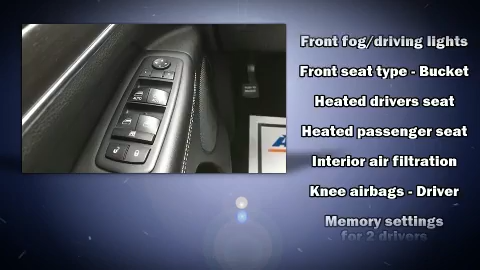 Front fog/driving lights
Front seat type - Bucket
Heated drivers seat
Heated passenger seat
Interior air filtration
Knee airbags - Driver
Memory settings
for 2 drivers